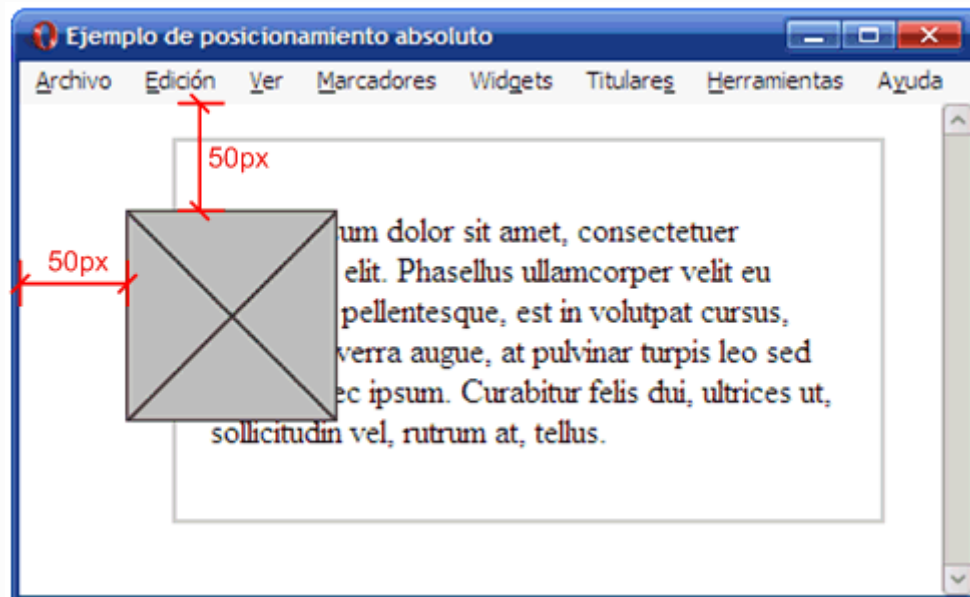 Ejemplo de posicionamiento absoluto
Archivo Edición Ver Marcadores Widgets Titulares Herramientas Ayuda
50px
50px
um dolor sit amet, consectetuer
elit. Phasellus ullamcorper velit eu
pellentesque, est in volutpat cursus,
verra augue, at pulvinar turpis leo sed
ec ipsum. Curabitur felis dui, ultrices ut,
sollicitudin vel, rutrum at, tellus.